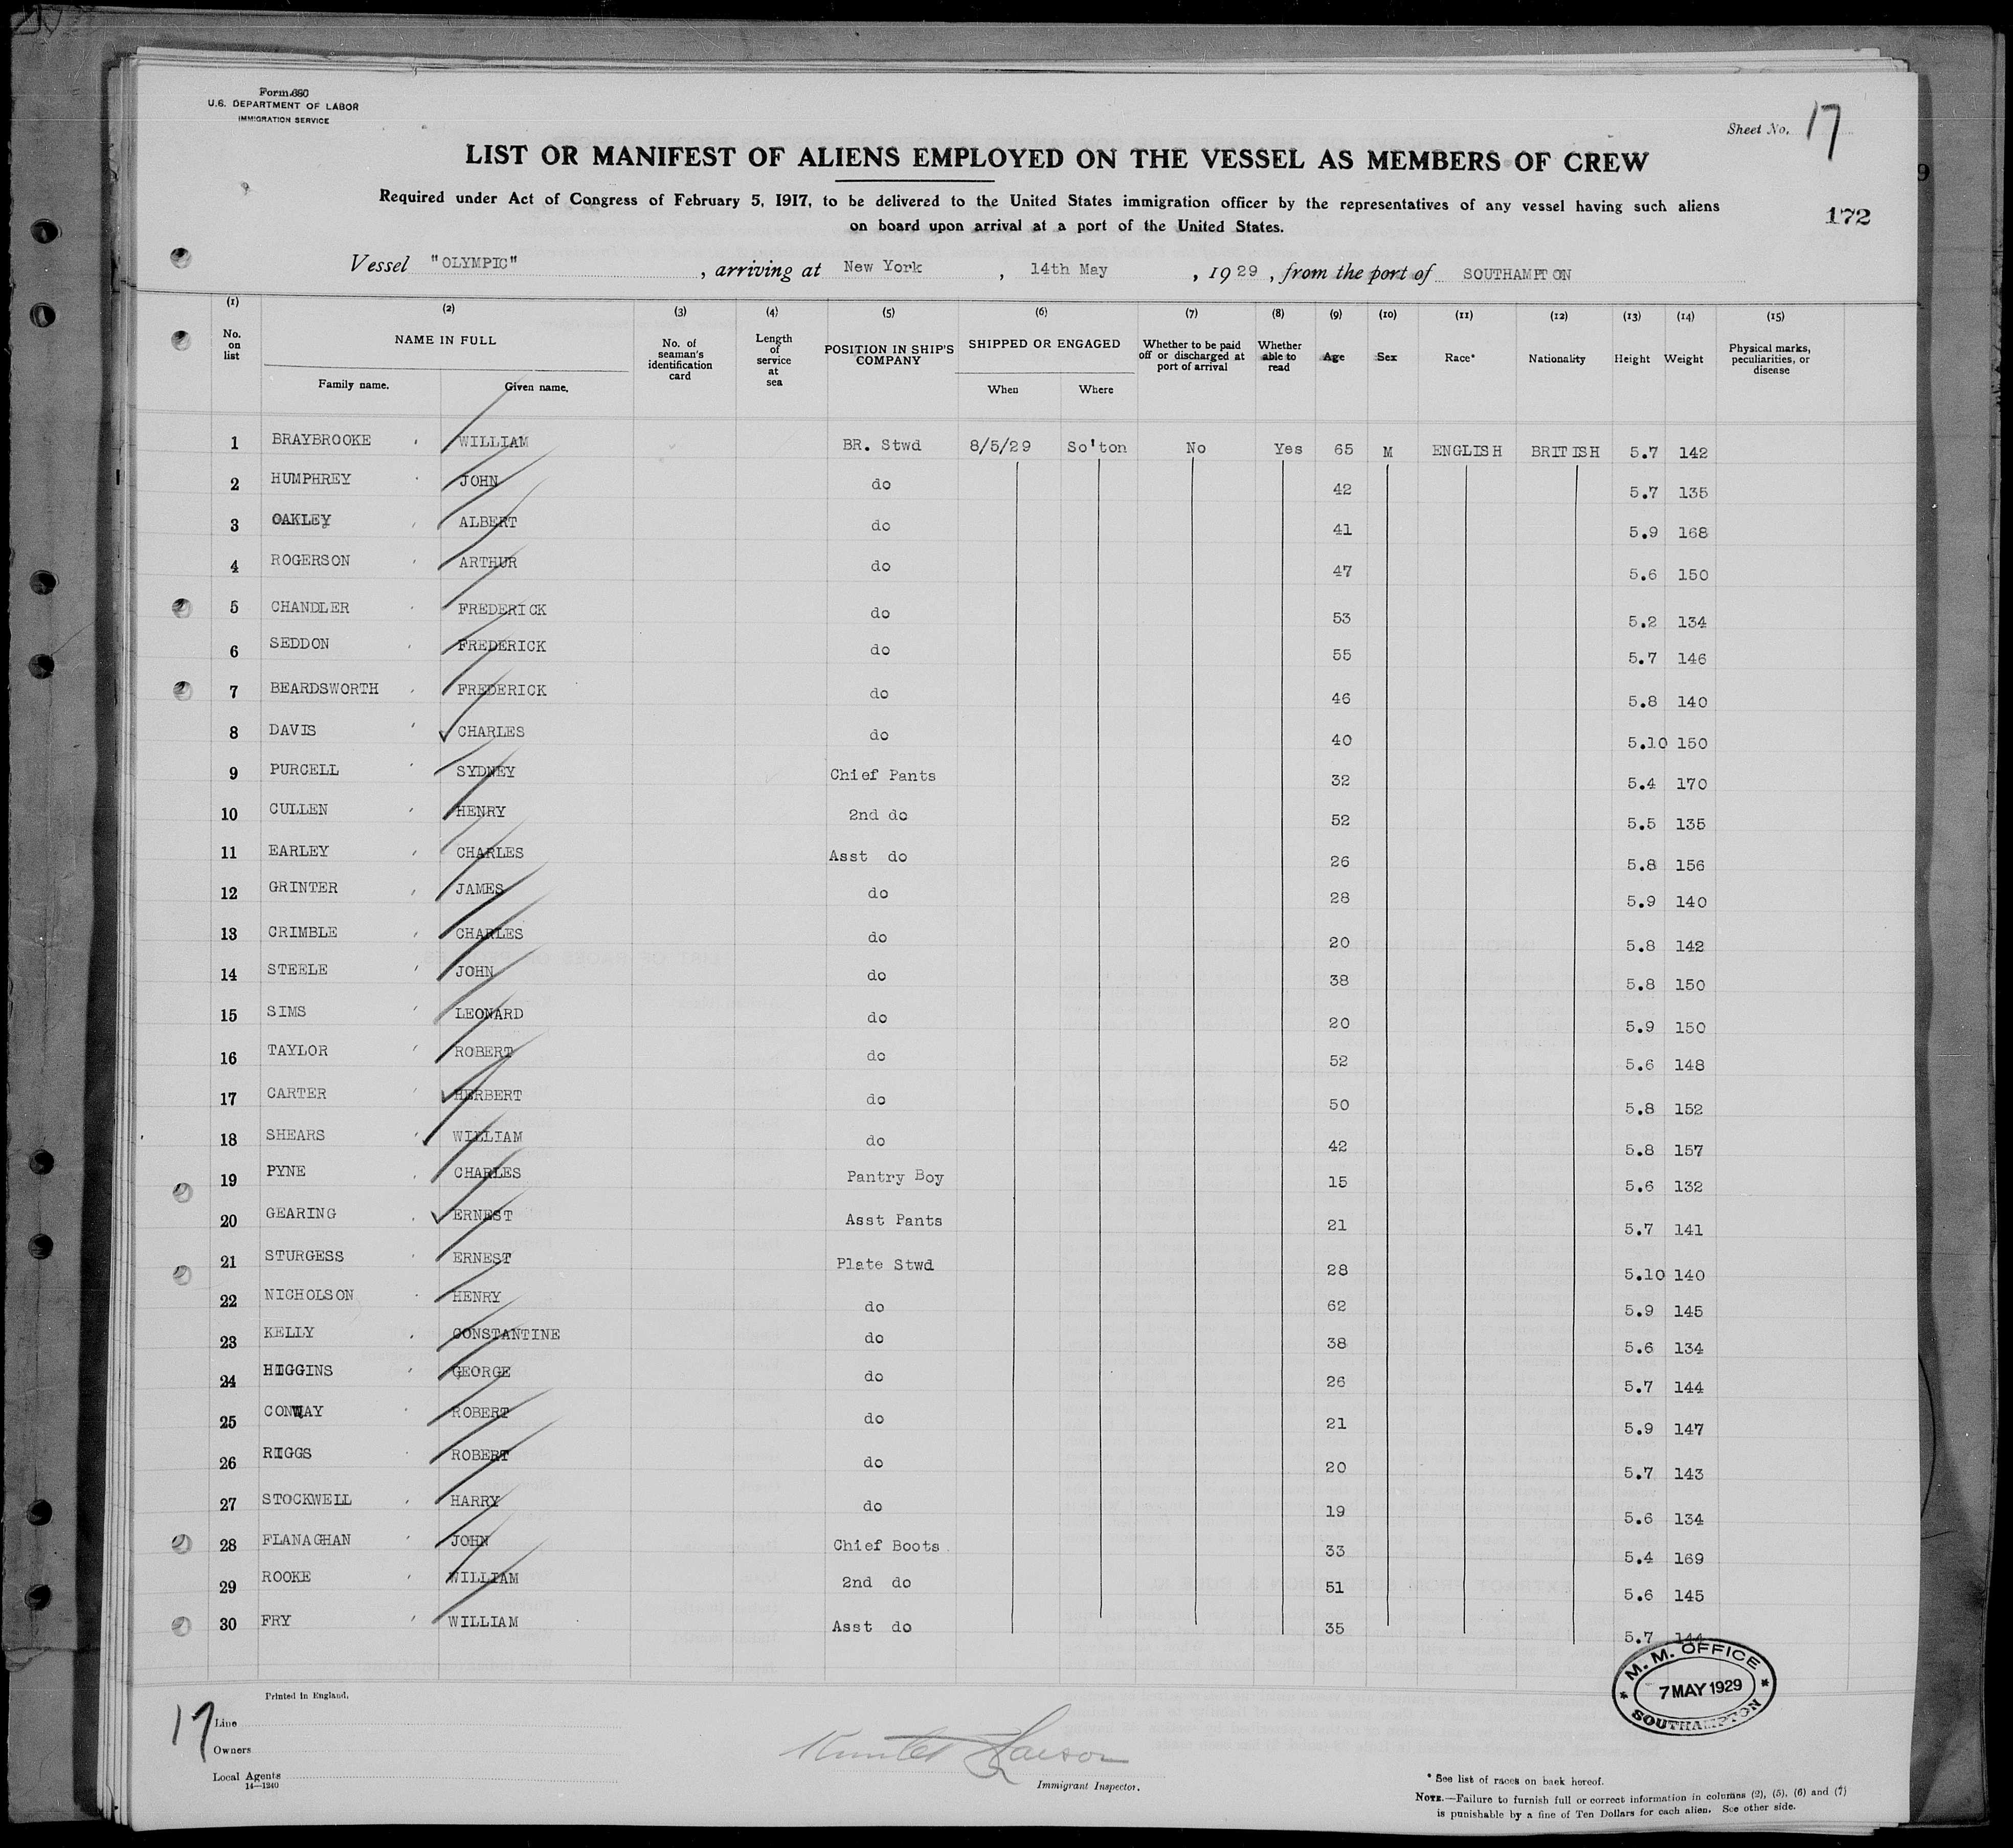 Form 680
U.S. DEPARTMENT OF LABOR
IMMIGRATION SERVICE
Sheet No. 17
LIST OR MANIFEST OF ALIENS EMPLOYED ON THE VESSEL AS MEMBERS OF CREW
Required under Act of Congress of February 5, 1917, to be delivered to the United States immigration officer by the representatives of any vessel having such aliens
on board upon arrival at a port of the United States.
172
Vessel "OLYMPIC" , arriving at New York , 14th May , 1929 , from the port of SOUTHAMPTON
(1) (2) (3) (4) (5) (6) (7) (8) (9) (10) (11) (12) (13) (14) (15)
No. on list NAME IN FULL Family name. Given name. No. of seaman's identification card Length of service at sea POSITION IN SHIP'S COMPANY SHIPPED OR ENGAGED When Where Whether to be paid off or discharged at port of arrival Whether able to read Age Sex Race* Nationality Height Weight Physical marks, peculiarities, or disease
1 BRAYBROOKE WILLIAM BR. Stwd 8/5/29 So'ton No Yes 65 M ENGLISH BRITISH 5.7 142
2 HUMPHREY JOHN do 42 5.7 135
3 OAKLEY ALBERT do 41 5.9 168
4 ROGERSON ARTHUR do 47 5.6 150
5 CHANDLER FREDERICK do 53 5.2 134
6 SEDDON FREDERICK do 55 5.7 146
7 BEARDSWORTH FREDERICK do 46 5.8 140
8 DAVIS CHARLES do 40 5.10 150
9 PURCELL SYDNEY Chief Pants 32 5.4 170
10 CULLEN HENRY 2nd do 52 5.5 135
11 EARLEY CHARLES Asst do 26 5.8 156
12 GRINTER JAMES do 28 5.9 140
13 CRIMBLE CHARLES do 20 5.8 142
14 STEELE JOHN do 38 5.8 150
15 SIMS LEONARD do 20 5.9 150
16 TAYLOR ROBERT do 52 5.6 148
17 CARTER HERBERT do 50 5.8 152
18 SHEARS WILLIAM do 42 5.8 157
19 PYNE CHARLES Pantry Boy 15 5.6 132
20 GEARING ERNEST Asst Pants 21 5.7 141
21 STURGESS ERNEST Plate Stwd 28 5.10 140
22 NICHOLSON HENRY do 62 5.9 145
23 KELLY CONSTANTINE do 38 5.6 134
24 HIGGINS GEORGE do 26 5.7 144
25 CONWAY ROBERT do 21 5.9 147
26 RIGGS ROBERT do 20 5.7 143
27 STOCKWELL HARRY do 19 5.6 134
28 FLANAGHAN JOHN Chief Boots 33 5.4 169
29 ROOKE WILLIAM 2nd do 51 5.6 145
30 FRY WILLIAM Asst do 35 5.7 144
M. M. OFFICE
7 MAY 1929
SOUTHAMPTON
Printed in England.
17 Line
Owners
Local Agents
14—1240
Immigrant Inspector.
* See list of races on back hereof.
NOTE.—Failure to furnish full or correct information in columns (2), (5), (6) and (7)
is punishable by a fine of Ten Dollars for each alien. See other side.